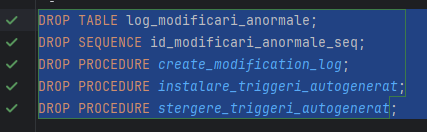 DROP TABLE log_modificari_anormale;
DROP SEQUENCE id_modificari_anormale_seq;
DROP PROCEDURE create_modification_log;
DROP PROCEDURE instalare_triggeri_autogenerat;
DROP PROCEDURE stergere_triggeri_autogenerat;